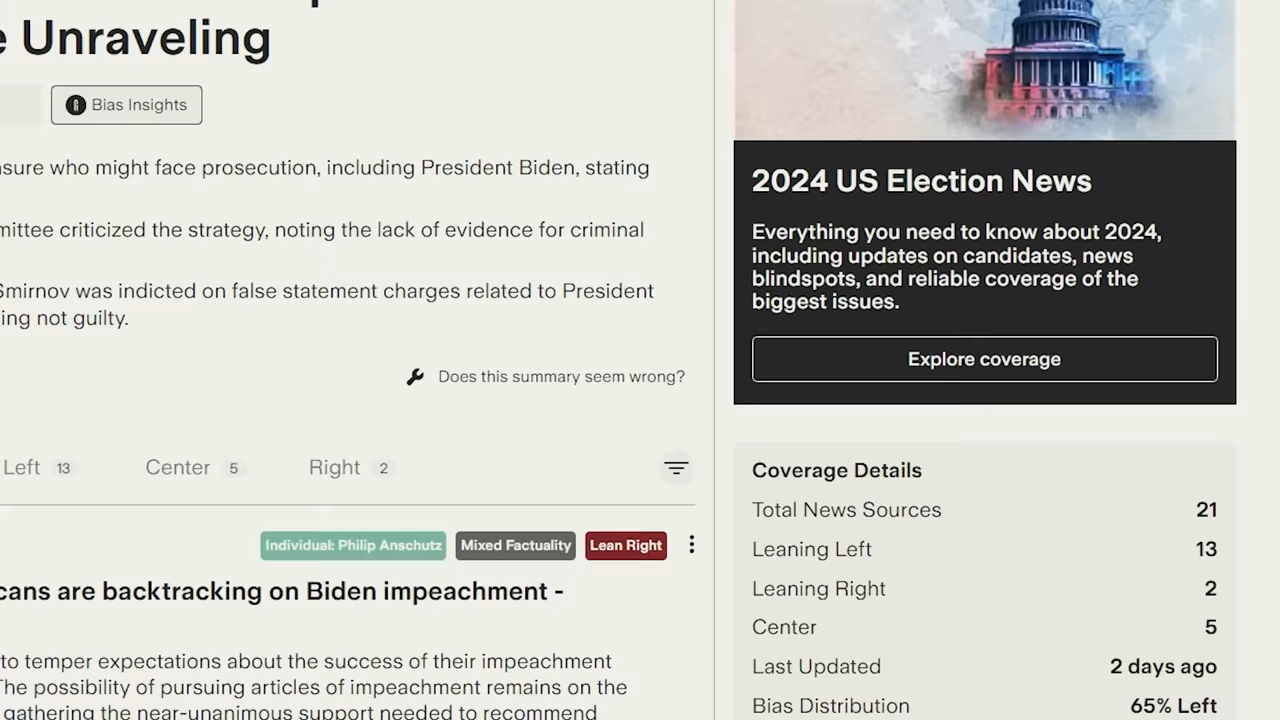 e Unraveling
Bias Insights
sure who might face prosecution, including President Biden, stating
mittee criticized the strategy, noting the lack of evidence for criminal
Smirnov was indicted on false statement charges related to President
ing not guilty.
Does this summary seem wrong?
Left 13 Center 5 Right 2
Individual: Philip Anschutz Mixed Factuality Lean Right
cans are backtracking on Biden impeachment -
to temper expectations about the success of their impeachment
The possibility of pursuing articles of impeachment remains on the
gathering the near-unanimous support needed to recommend
2024 US Election News
Everything you need to know about 2024,
including updates on candidates, news
blindspots, and reliable coverage of the
biggest issues.
Explore coverage
Coverage Details
Total News Sources 21
Leaning Left 13
Leaning Right 2
Center 5
Last Updated 2 days ago
Bias Distribution 65% Left